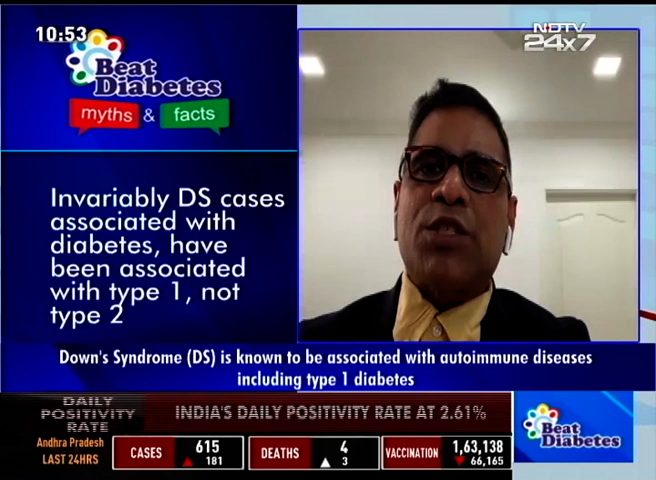 10:53
NDTV
24x7
Beat
Diabetes
myths & facts
Invariably DS cases
associated with
diabetes, have
been associated
with type 1, not
type 2
Down's Syndrome (DS) is known to be associated with autoimmune diseases
including type 1 diabetes
DAILY
POSITIVITY
RATE
INDIA'S DAILY POSITIVITY RATE AT 2.61%
Andhra Pradesh
LAST 24HRS
CASES 615
181
DEATHS 4
3
VACCINATION 1,63,138
66,165
Beat
Diabetes